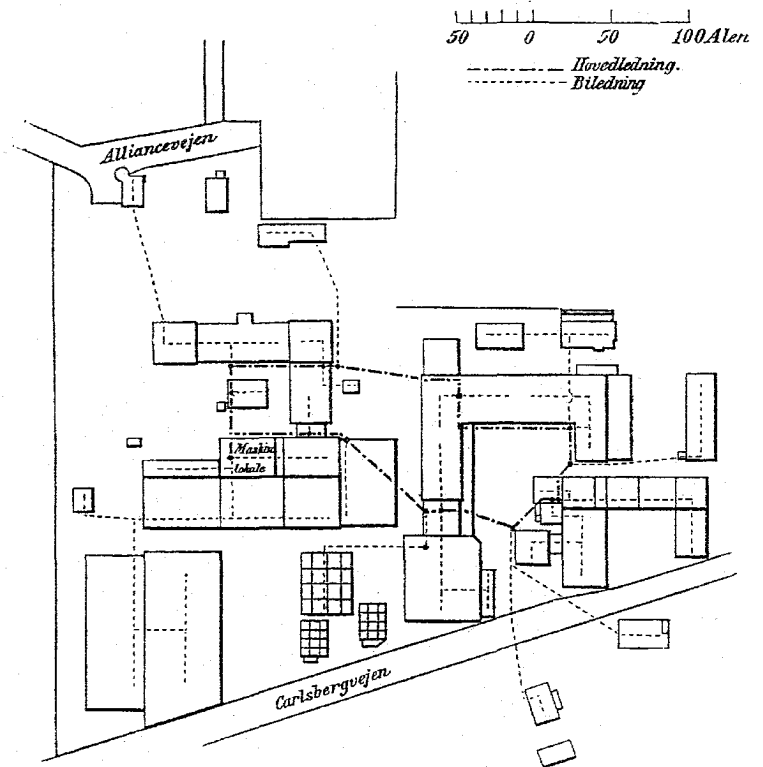 50 0 50 100 Alen
Hovedledning.
Biledning
Alliancevejen
Maskin
lokale
Carlsbergvejen